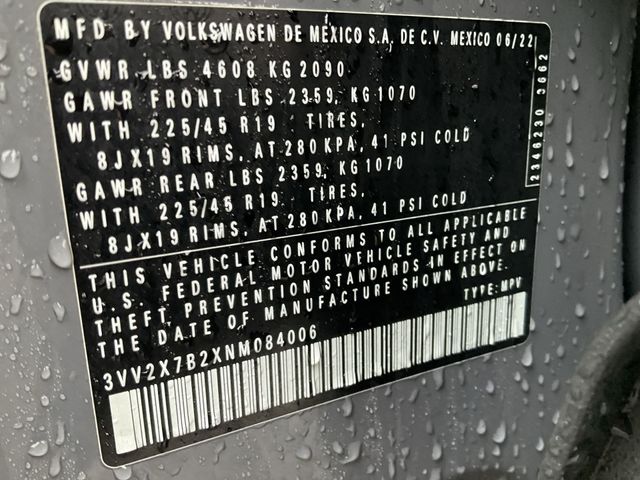 MFD BY VOLKSWAGEN DE MEXICO S.A. DE C.V. MEXICO 06/22
GVWR LBS 4608 KG 2090
GAWR FRONT LBS 2359, KG 1070
WITH 225/45 R19 TIRES,
8JX19 RIMS, AT 280 KPA, 41 PSI COLD
GAWR REAR LBS 2359, KG 1070
WITH 225/45 R19 TIRES,
8JX19 RIMS, AT 280 KPA, 41 PSI COLD
THIS VEHICLE CONFORMS TO ALL APPLICABLE
U.S. FEDERAL MOTOR VEHICLE SAFETY AND
THEFT PREVENTION STANDARDS IN EFFECT ON
THE DATE OF MANUFACTURE SHOWN ABOVE.
TYPE: MPV
3VV2X7B2XNM084006
2346230 3662